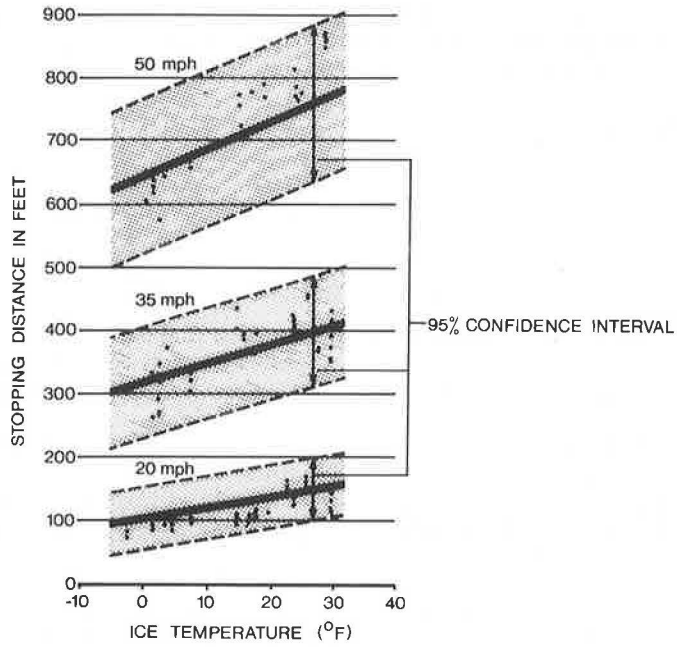 900
50 mph
800
700
600
500
35 mph
400
95% CONFIDENCE INTERVAL
300
200
20 mph
100
0
-10 0 10 20 30 40
ICE TEMPERATURE (°F)
STOPPING DISTANCE IN FEET